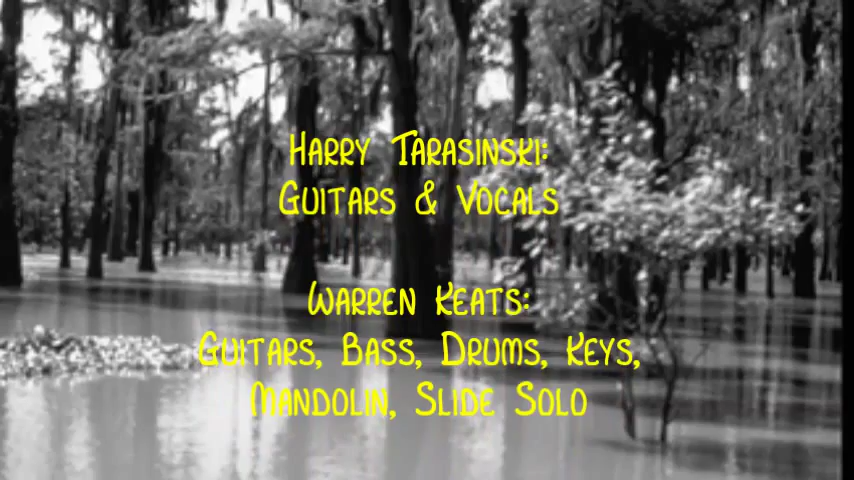 Harry Tarasinski:
Guitars & Vocals
Warren Keats:
Guitars, Bass, Drums, Keys,
Mandolin, Slide Solo